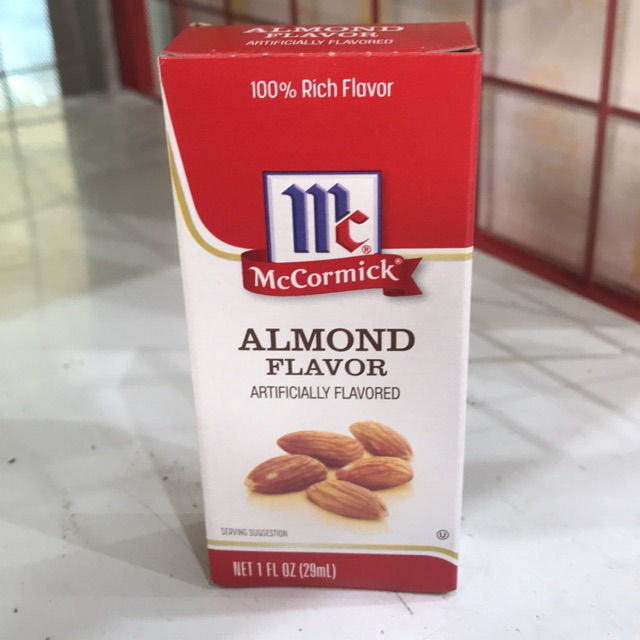 ALMOND
FLAVOR
ARTIFICIALLY FLAVORED
100% Rich Flavor
Mc®
McCormick®
ALMOND
FLAVOR
ARTIFICIALLY FLAVORED
SERVING SUGGESTION
U
NET 1 FL OZ (29mL)